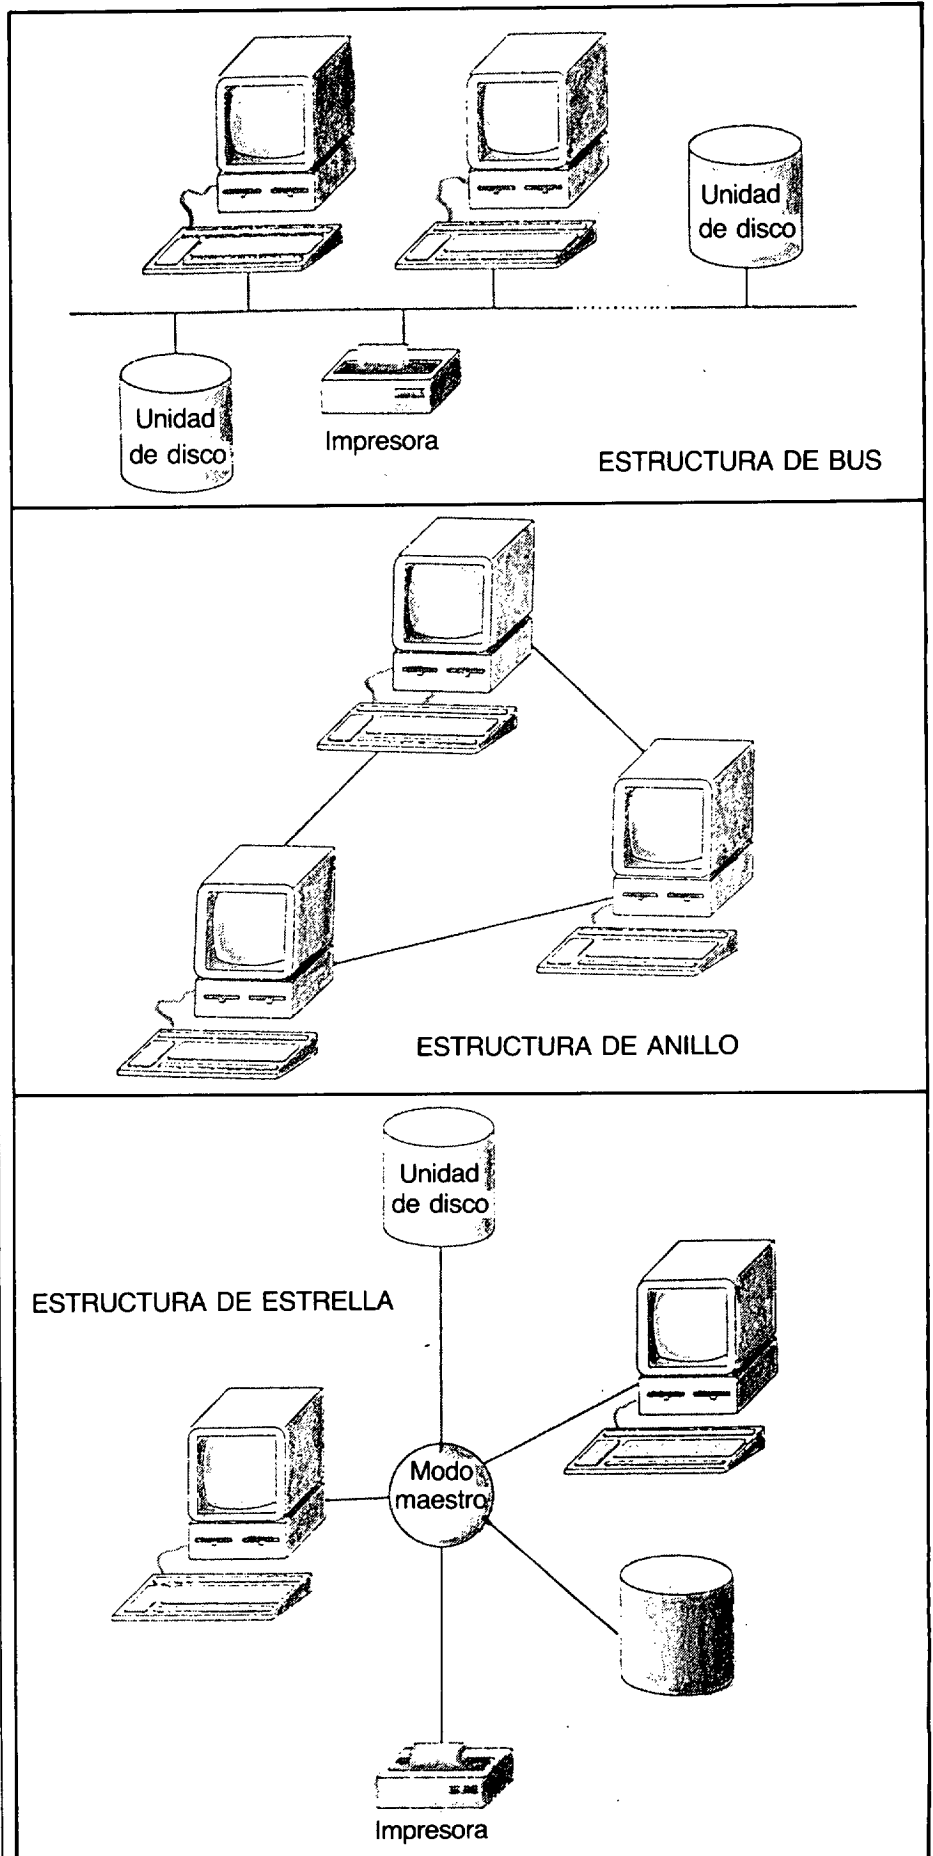 Unidad
de disco
Unidad
de disco
Impresora
ESTRUCTURA DE BUS
ESTRUCTURA DE ANILLO
Unidad
de disco
ESTRUCTURA DE ESTRELLA
Modo
maestro
Impresora